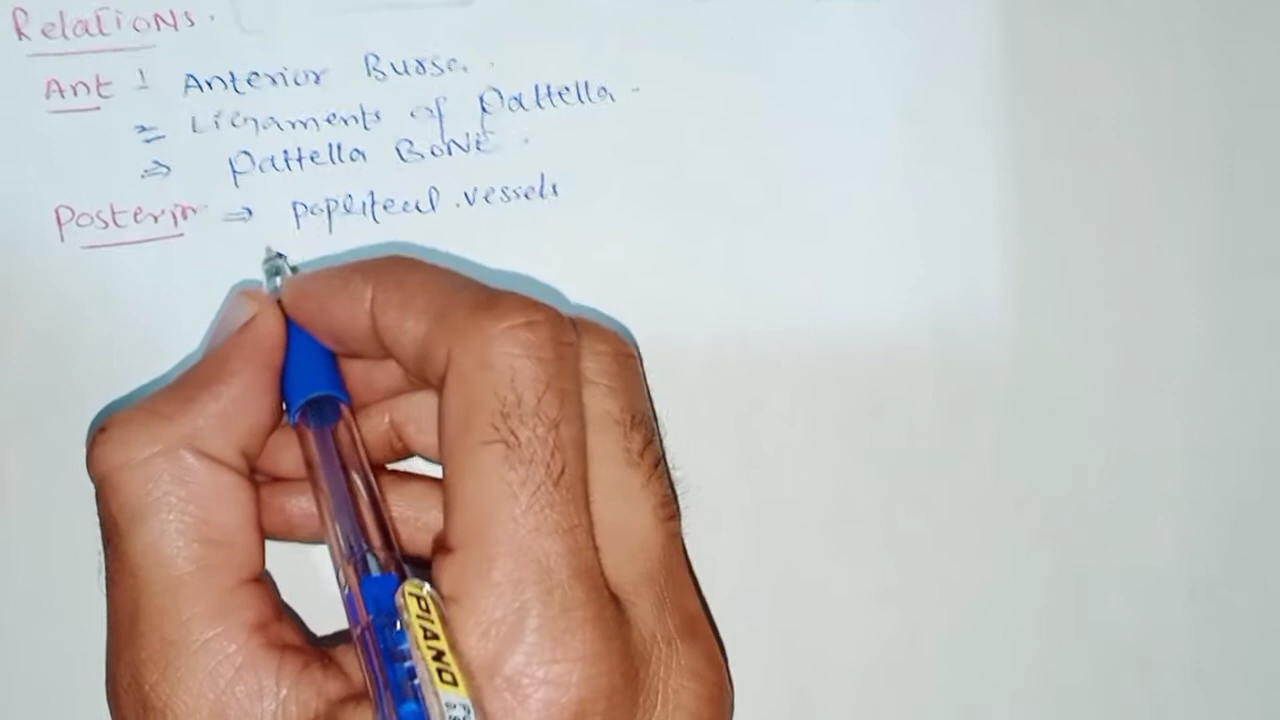 Relations.
Ant : Anterior Bursa.
⇒ Ligaments of pattella.
⇒ pattella BoNE.
Posterior ⇒ popliteal vessels
PIANO